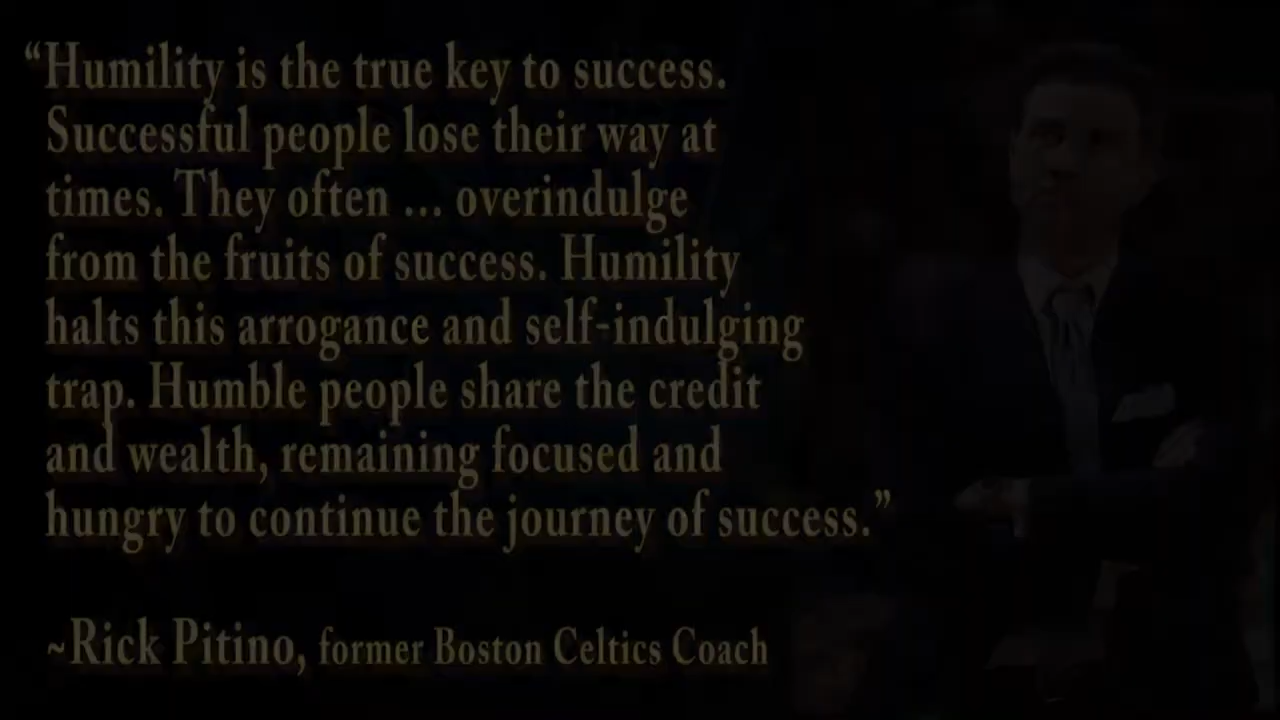 “Humility is the true key to success.
Successful people lose their way at
times. They often ... overindulge
from the fruits of success. Humility
halts this arrogance and self-indulging
trap. Humble people share the credit
and wealth, remaining focused and
hungry to continue the journey of success.”
~Rick Pitino, former Boston Celtics Coach